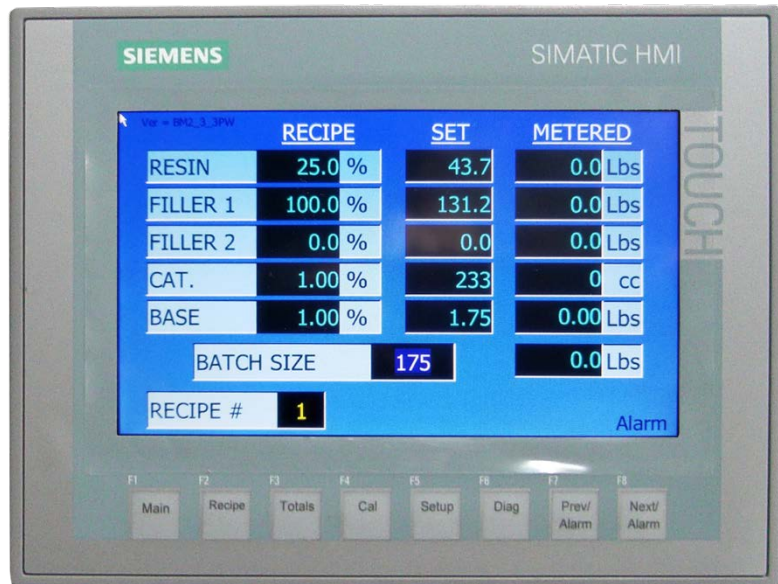 SIEMENS SIMATIC HMI
TOUCH
Ver = BM2_3_3PW
RECIPE SET METERED
RESIN 25.0 % 43.7 0.0 Lbs
FILLER 1 100.0 % 131.2 0.0 Lbs
FILLER 2 0.0 % 0.0 0.0 Lbs
CAT. 1.00 % 233 0 cc
BASE 1.00 % 1.75 0.00 Lbs
BATCH SIZE 175 0.0 Lbs
RECIPE # 1
Alarm
F1 F2 F3 F4 F5 F6 F7 F8
Main Recipe Totals Cal Setup Diag Prev/ Next/
Alarm Alarm